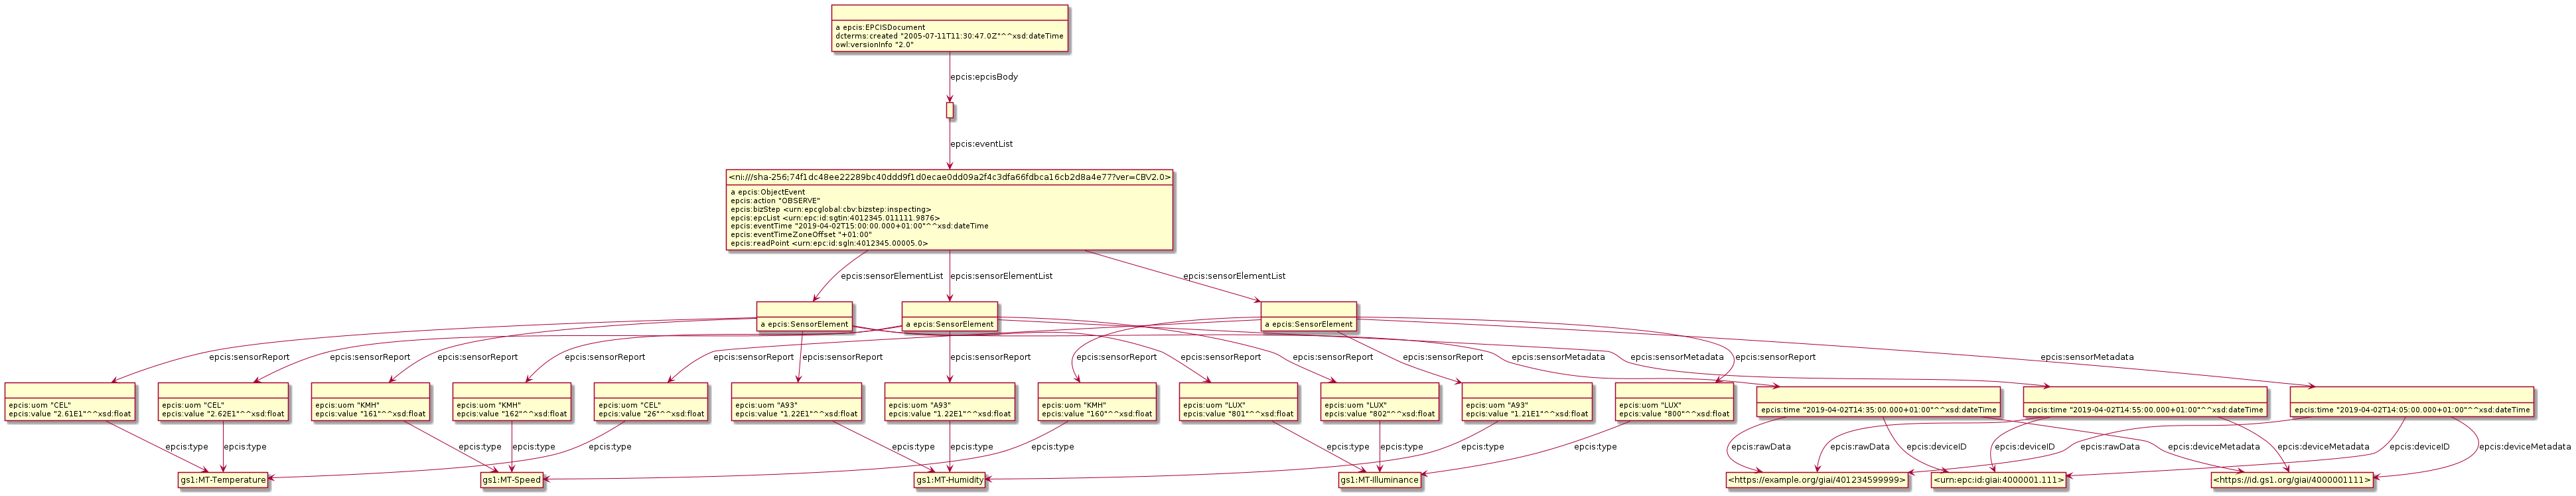 a epcis:EPCISDocument
dcterms:created "2005-07-11T11:30:47.0Z"^^xsd:dateTime
owl:versionInfo "2.0"
epcis:epcisBody
epcis:eventList
<ni:///sha-256;74f1dc48ee22289bc40ddd9f1d0ecae0dd09a2f4c3dfa66fdbca16cb2d8a4e77?ver=CBV2.0>
a epcis:ObjectEvent
epcis:action "OBSERVE"
epcis:bizStep <urn:epcglobal:cbv:bizstep:inspecting>
epcis:epcList <urn:epc:id:sgtin:4012345.011111.9876>
epcis:eventTime "2019-04-02T15:00:00.000+01:00"^^xsd:dateTime
epcis:eventTimeZoneOffset "+01:00"
epcis:readPoint <urn:epc:id:sgln:4012345.00005.0>
epcis:sensorElementList
epcis:sensorElementList
epcis:sensorElementList
a epcis:SensorElement
a epcis:SensorElement
a epcis:SensorElement
epcis:sensorReport
epcis:sensorReport
epcis:sensorReport
epcis:sensorReport
epcis:sensorReport
epcis:sensorReport
epcis:sensorReport
epcis:sensorReport
epcis:sensorReport
epcis:sensorReport
epcis:sensorReport
epcis:sensorReport
epcis:sensorMetadata
epcis:sensorMetadata
epcis:sensorMetadata
epcis:uom "CEL"
epcis:value "2.61E1"^^xsd:float
epcis:uom "CEL"
epcis:value "2.62E1"^^xsd:float
epcis:uom "KMH"
epcis:value "161"^^xsd:float
epcis:uom "KMH"
epcis:value "162"^^xsd:float
epcis:uom "CEL"
epcis:value "26"^^xsd:float
epcis:uom "A93"
epcis:value "1.22E1"^^xsd:float
epcis:uom "A93"
epcis:value "1.22E1"^^xsd:float
epcis:uom "KMH"
epcis:value "160"^^xsd:float
epcis:uom "LUX"
epcis:value "801"^^xsd:float
epcis:uom "LUX"
epcis:value "802"^^xsd:float
epcis:uom "A93"
epcis:value "1.21E1"^^xsd:float
epcis:uom "LUX"
epcis:value "800"^^xsd:float
epcis:time "2019-04-02T14:35:00.000+01:00"^^xsd:dateTime
epcis:time "2019-04-02T14:55:00.000+01:00"^^xsd:dateTime
epcis:time "2019-04-02T14:05:00.000+01:00"^^xsd:dateTime
epcis:type
epcis:type
epcis:type
epcis:type
epcis:type
epcis:type
epcis:type
epcis:type
epcis:type
epcis:type
epcis:type
epcis:type
epcis:rawData
epcis:rawData
epcis:deviceID
epcis:deviceID
epcis:rawData
epcis:deviceMetadata
epcis:deviceMetadata
epcis:deviceID
epcis:deviceMetadata
gs1:MT-Temperature
gs1:MT-Speed
gs1:MT-Humidity
gs1:MT-Illuminance
<https://example.org/giai/401234599999>
<urn:epc:id:giai:4000001.111>
<https://id.gs1.org/giai/4000001111>